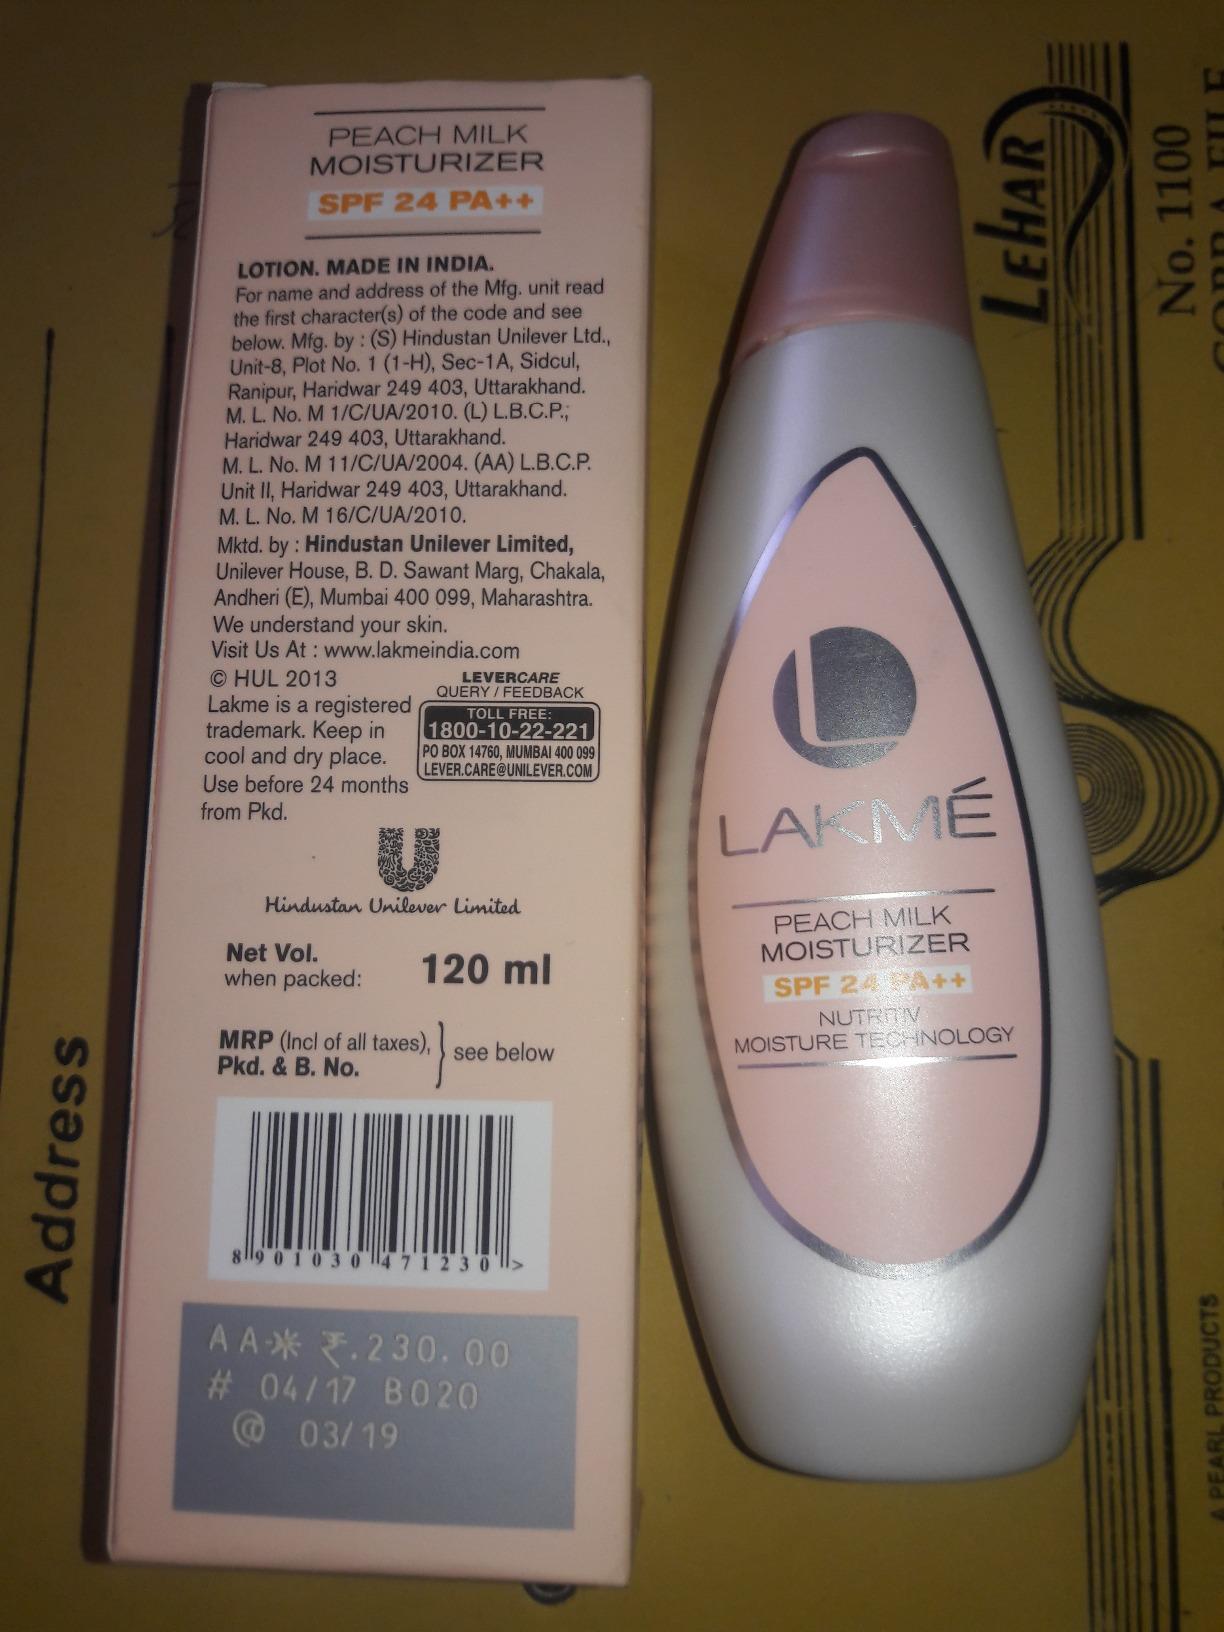 PEACH MILK
MOISTURIZER
SPF 24 PA++
LOTION. MADE IN INDIA.
For name and address of the Mfg. unit read
the first character(s) of the code and see
below. Mfg. by : (S) Hindustan Unilever Ltd.,
Unit-8, Plot No. 1 (1-H), Sec-1A, Sidcul,
Ranipur, Haridwar 249 403, Uttarakhand.
M. L. No. M 1/C/UA/2010. (L) L.B.C.P.,
Haridwar 249 403, Uttarakhand.
M. L. No. M 11/C/UA/2004. (AA) L.B.C.P.
Unit II, Haridwar 249 403, Uttarakhand.
M. L. No. M 16/C/UA/2010.
Mktd. by : Hindustan Unilever Limited,
Unilever House, B. D. Sawant Marg, Chakala,
Andheri (E), Mumbai 400 099, Maharashtra.
We understand your skin.
Visit Us At : www.lakmeindia.com
© HUL 2013
Lakme is a registered
trademark. Keep in
cool and dry place.
Use before 24 months
from Pkd.
LEVERCARE
QUERY / FEEDBACK
TOLL FREE:
1800-10-22-221
PO BOX 14760, MUMBAI 400 099
LEVER.CARE@UNILEVER.COM
Hindustan Unilever Limited
Net Vol.
when packed:
120 ml
MRP (Incl of all taxes),
Pkd. & B. No.
see below
8 901030 471230 >
AA* ₹.230.00
# 04/17 B020
@ 03/19
LAKMÉ
PEACH MILK
MOISTURIZER
SPF 24 PA++
NUTRITIV
MOISTURE TECHNOLOGY
Address
LEHAR
No. 1100
A PEARL PRODUCTS